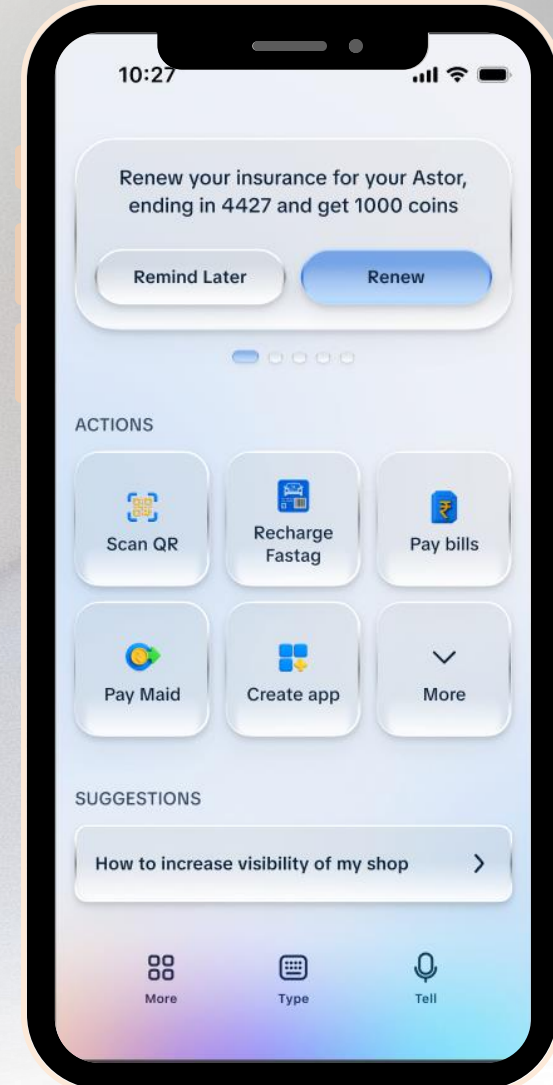 10:27
Renew your insurance for your Astor,
ending in 4427 and get 1000 coins
Remind Later
Renew
ACTIONS
Scan QR
Recharge
Fastag
Pay bills
Pay Maid
Create app
More
SUGGESTIONS
How to increase visibility of my shop
More
Type
Tell